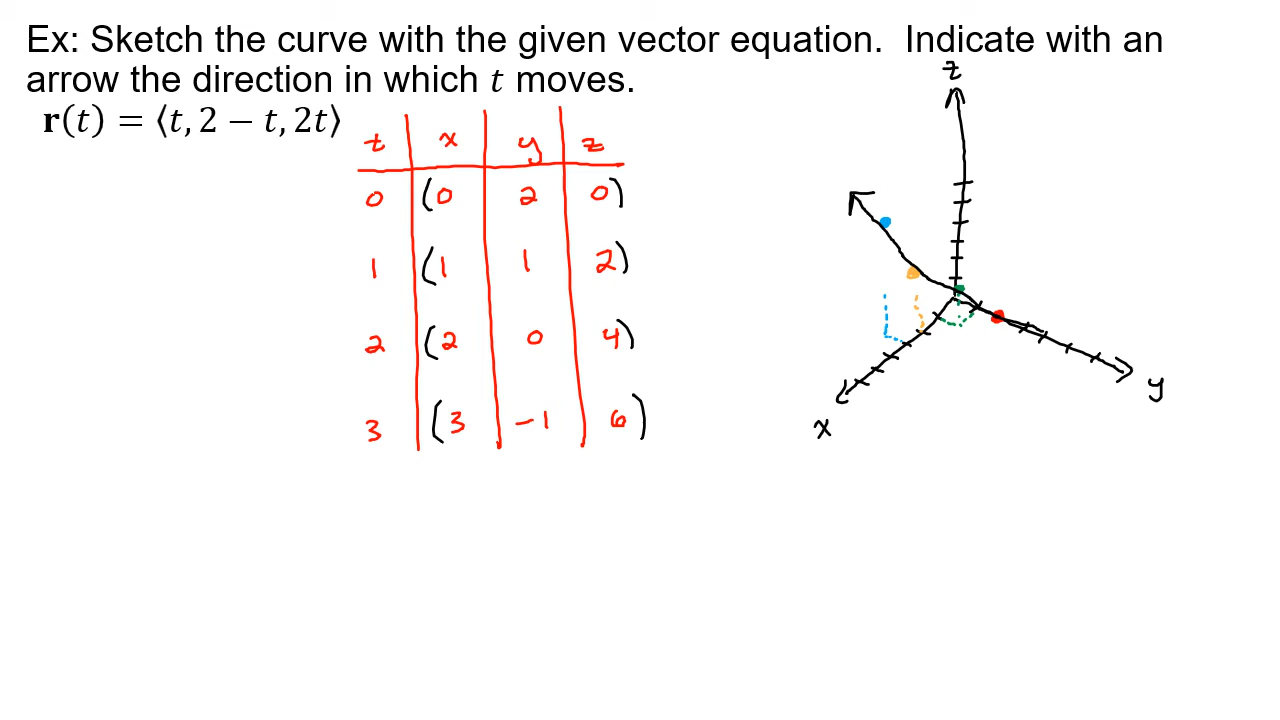 Ex: Sketch the curve with the given vector equation. Indicate with an
arrow the direction in which t moves.
r(t) = ⟨t, 2 − t, 2t⟩
t x y z
0 (0 2 0)
1 (1 1 2)
2 (2 0 4)
3 (3 −1 6)
z
y
x